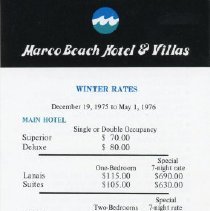 Marco Beach Hotel & Villas
WINTER RATES
December 19, 1975 to May 1, 1976
MAIN HOTEL
Single or Double Occupancy
Superior $ 70.00
Deluxe $ 80.00
Special
One-Bedroom 7-night rate
Lanais $115.00 $690.00
Suites $105.00 $630.00
Special
Two-Bedrooms 7-night rate